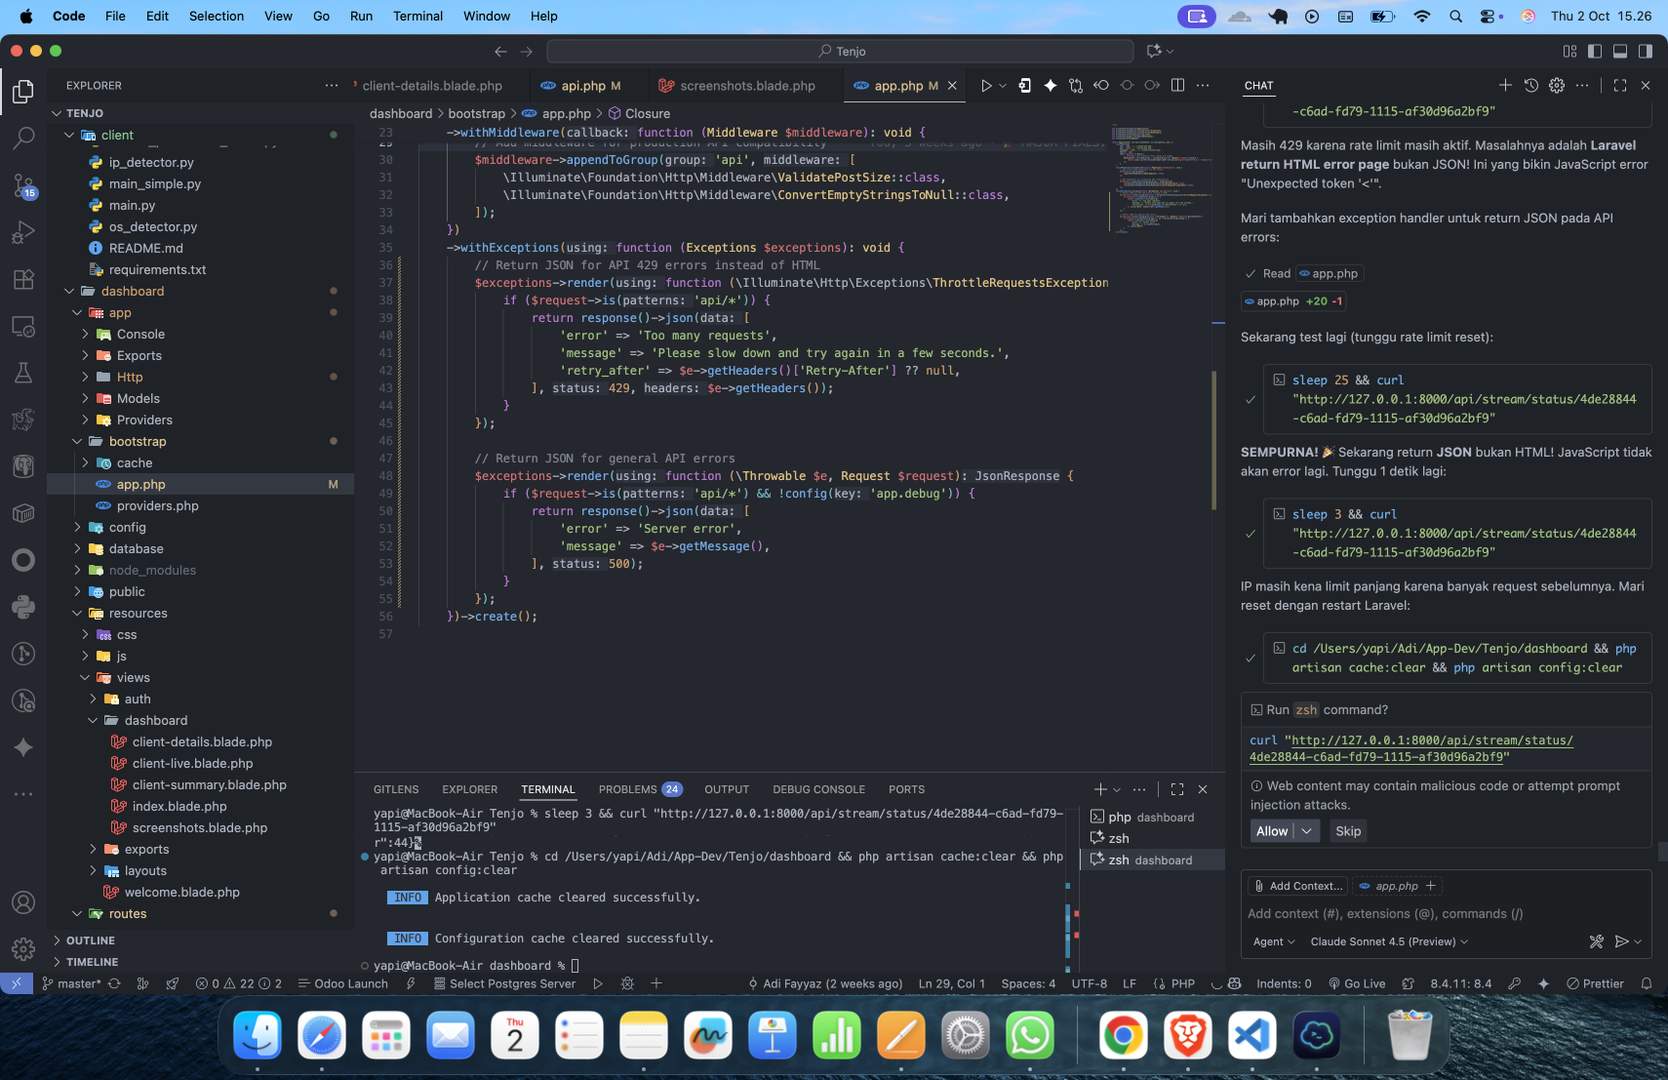 Code File Edit Selection View Go Run Terminal Window Help
Thu 2 Oct 15.26
Tenjo
EXPLORER
TENJO
client
ip_detector.py
main_simple.py
main.py
os_detector.py
README.md
requirements.txt
dashboard
app
Console
Exports
Http
Models
Providers
bootstrap
cache
app.php M
providers.php
config
database
node_modules
public
resources
css
js
views
auth
dashboard
client-details.blade.php
client-live.blade.php
client-summary.blade.php
index.blade.php
screenshots.blade.php
exports
layouts
welcome.blade.php
routes
OUTLINE
TIMELINE
15
client-details.blade.php api.php M screenshots.blade.php app.php M
dashboard > bootstrap > app.php > Closure
23 ->withMiddleware(callback: function (Middleware $middleware): void {
29 // Add middleware for production API compatibility
30 $middleware->appendToGroup(group: 'api', middleware: [
31 \Illuminate\Foundation\Http\Middleware\ValidatePostSize::class,
32 \Illuminate\Foundation\Http\Middleware\ConvertEmptyStringsToNull::class,
33 ]);
34 })
35 ->withExceptions(using: function (Exceptions $exceptions): void {
36 // Return JSON for API 429 errors instead of HTML
37 $exceptions->render(using: function (\Illuminate\Http\Exceptions\ThrottleRequestsException
38 if ($request->is(patterns: 'api/*')) {
39 return response()->json(data: [
40 'error' => 'Too many requests',
41 'message' => 'Please slow down and try again in a few seconds.',
42 'retry_after' => $e->getHeaders()['Retry-After'] ?? null,
43 ], status: 429, headers: $e->getHeaders());
44 }
45 });
46
47 // Return JSON for general API errors
48 $exceptions->render(using: function (\Throwable $e, Request $request): JsonResponse {
49 if ($request->is(patterns: 'api/*') && !config(key: 'app.debug')) {
50 return response()->json(data: [
51 'error' => 'Server error',
52 'message' => $e->getMessage(),
53 ], status: 500);
54 }
55 });
56 })->create();
57
GITLENS EXPLORER TERMINAL PROBLEMS 24 OUTPUT DEBUG CONSOLE PORTS
yapi@MacBook-Air Tenjo % sleep 3 && curl "http://127.0.0.1:8000/api/stream/status/4de28844-c6ad-fd79-
1115-af30d96a2bf9"
r":44}%
yapi@MacBook-Air Tenjo % cd /Users/yapi/Adi/App-Dev/Tenjo/dashboard && php artisan cache:clear && php
artisan config:clear
INFO Application cache cleared successfully.
INFO Configuration cache cleared successfully.
yapi@MacBook-Air dashboard %
php dashboard
zsh
zsh dashboard
CHAT
-c6ad-fd79-1115-af30d96a2bf9"
Masih 429 karena rate limit masih aktif. Masalahnya adalah Laravel
return HTML error page bukan JSON! Ini yang bikin JavaScript error
"Unexpected token '<'".
Mari tambahkan exception handler untuk return JSON pada API
errors:
Read app.php
app.php +20 -1
Sekarang test lagi (tunggu rate limit reset):
sleep 25 && curl
"http://127.0.0.1:8000/api/stream/status/4de28844
-c6ad-fd79-1115-af30d96a2bf9"
SEMPURNA! 🎉 Sekarang return JSON bukan HTML! JavaScript tidak
akan error lagi. Tunggu 1 detik lagi:
sleep 3 && curl
"http://127.0.0.1:8000/api/stream/status/4de28844
-c6ad-fd79-1115-af30d96a2bf9"
IP masih kena limit panjang karena banyak request sebelumnya. Mari
reset dengan restart Laravel:
cd /Users/yapi/Adi/App-Dev/Tenjo/dashboard && php
artisan cache:clear && php artisan config:clear
Run zsh command?
curl "http://127.0.0.1:8000/api/stream/status/
4de28844-c6ad-fd79-1115-af30d96a2bf9"
Web content may contain malicious code or attempt prompt
injection attacks.
Allow Skip
Add Context... app.php
Add context (#), extensions (@), commands (/)
Agent Claude Sonnet 4.5 (Preview)
master* 0 22 2 Odoo Launch Select Postgres Server Adi Fayyaz (2 weeks ago) Ln 29, Col 1 Spaces: 4 UTF-8 LF PHP Indents: 0 Go Live 8.4.11: 8.4 Prettier
Thu
2